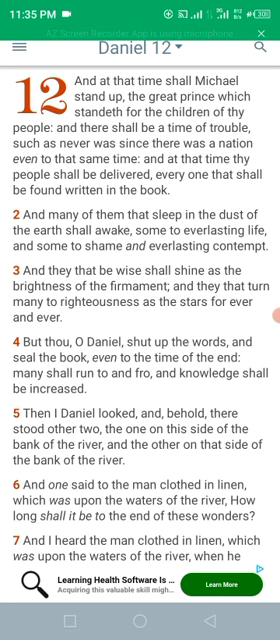 11:35 PM
AZ Screen Recorder App is using microphone
Daniel 12
12 And at that time shall Michael
stand up, the great prince which
standeth for the children of thy
people: and there shall be a time of trouble,
such as never was since there was a nation
even to that same time: and at that time thy
people shall be delivered, every one that shall
be found written in the book.
2 And many of them that sleep in the dust of
the earth shall awake, some to everlasting life,
and some to shame and everlasting contempt.
3 And they that be wise shall shine as the
brightness of the firmament; and they that turn
many to righteousness as the stars for ever
and ever.
4 But thou, O Daniel, shut up the words, and
seal the book, even to the time of the end:
many shall run to and fro, and knowledge shall
be increased.
5 Then I Daniel looked, and, behold, there
stood other two, the one on this side of the
bank of the river, and the other on that side of
the bank of the river.
6 And one said to the man clothed in linen,
which was upon the waters of the river, How
long shall it be to the end of these wonders?
7 And I heard the man clothed in linen, which
was upon the waters of the river, when he
Learning Health Software Is ...
Acquiring this valuable skill migh...
Learn More